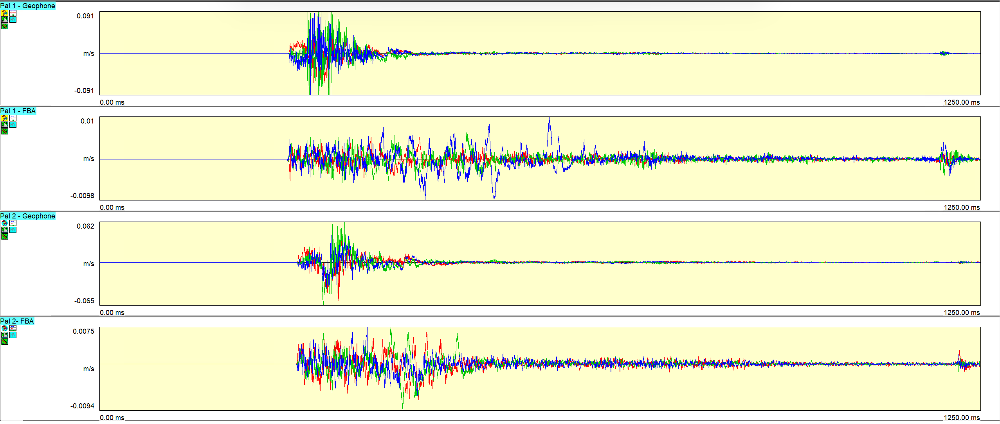 Pal 1 - Geophone
0.091
m/s
-0.091
0.00 ms
1250.00 ms
Pal 1 - FBA
0.01
m/s
-0.0098
0.00 ms
1250.00 ms
Pal 2 - Geophone
0.062
m/s
-0.065
0.00 ms
1250.00 ms
Pal 2- FBA
0.0075
m/s
-0.0094
0.00 ms
1250.00 ms